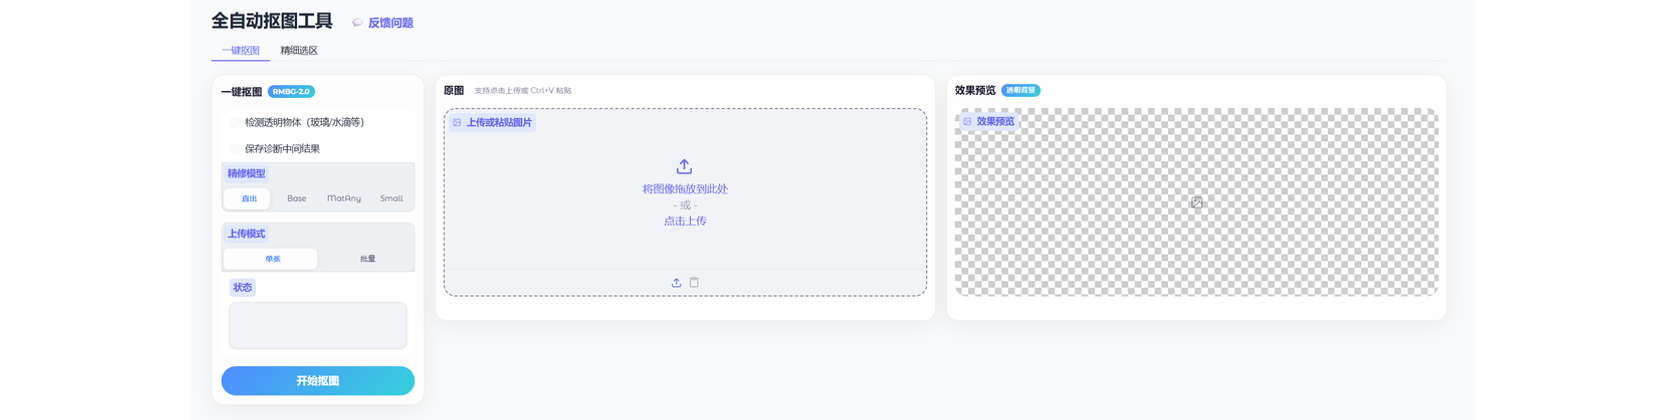 全自动抠图工具
反馈问题
一键抠图
精细选区
一键抠图
RMBG-2.0
检测透明物体（玻璃/水滴等）
保存诊断中间结果
精修模型
直出
Base
MatAny
Small
上传模式
单张
批量
状态
开始抠图
原图
支持点击上传或 Ctrl+V 粘贴
上传或粘贴图片
将图像拖放到此处
- 或 -
点击上传
效果预览
透明背景
效果预览